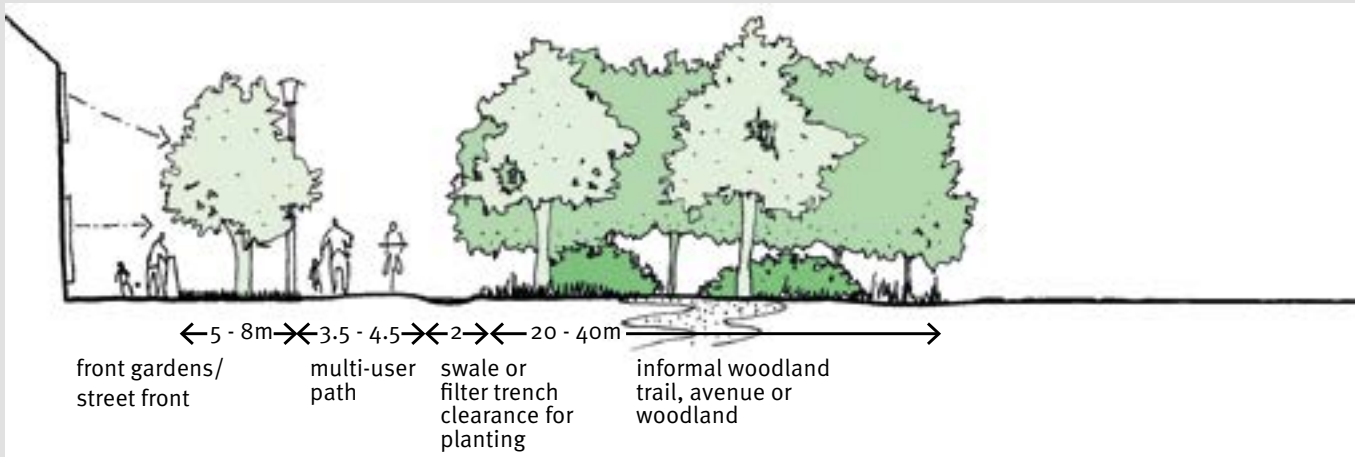 5 - 8m 3.5 - 4.5 2 20 - 40m
front gardens/
street front
multi-user
path
swale or
filter trench
clearance for
planting
informal woodland
trail, avenue or
woodland